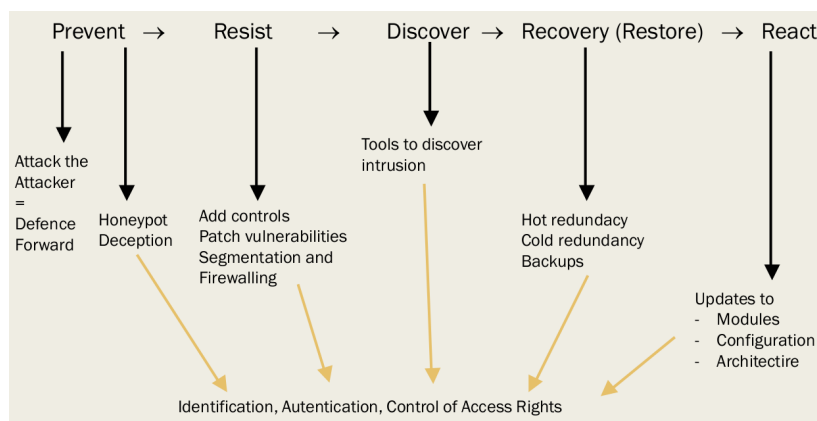 Prevent → Resist → Discover → Recovery (Restore) → React
Attack the
Attacker
=
Defence
Forward
Honeypot
Deception
Add controls
Patch vulnerabilities
Segmentation and
Firewalling
Tools to discover
intrusion
Hot redundacy
Cold redundancy
Backups
Updates to
- Modules
- Configuration
- Architectire
Identification, Autentication, Control of Access Rights